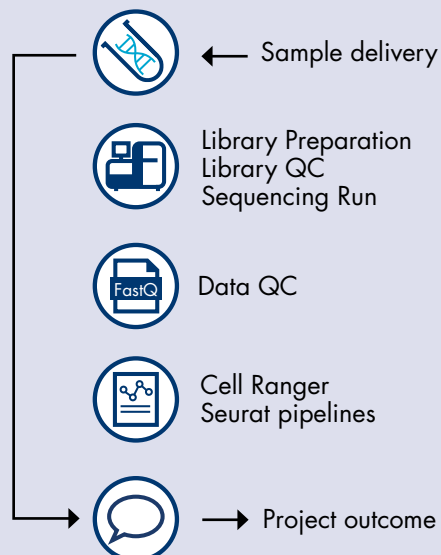 Sample delivery
Library Preparation
Library QC
Sequencing Run
FastQ
Data QC
Cell Ranger
Seurat pipelines
Project outcome